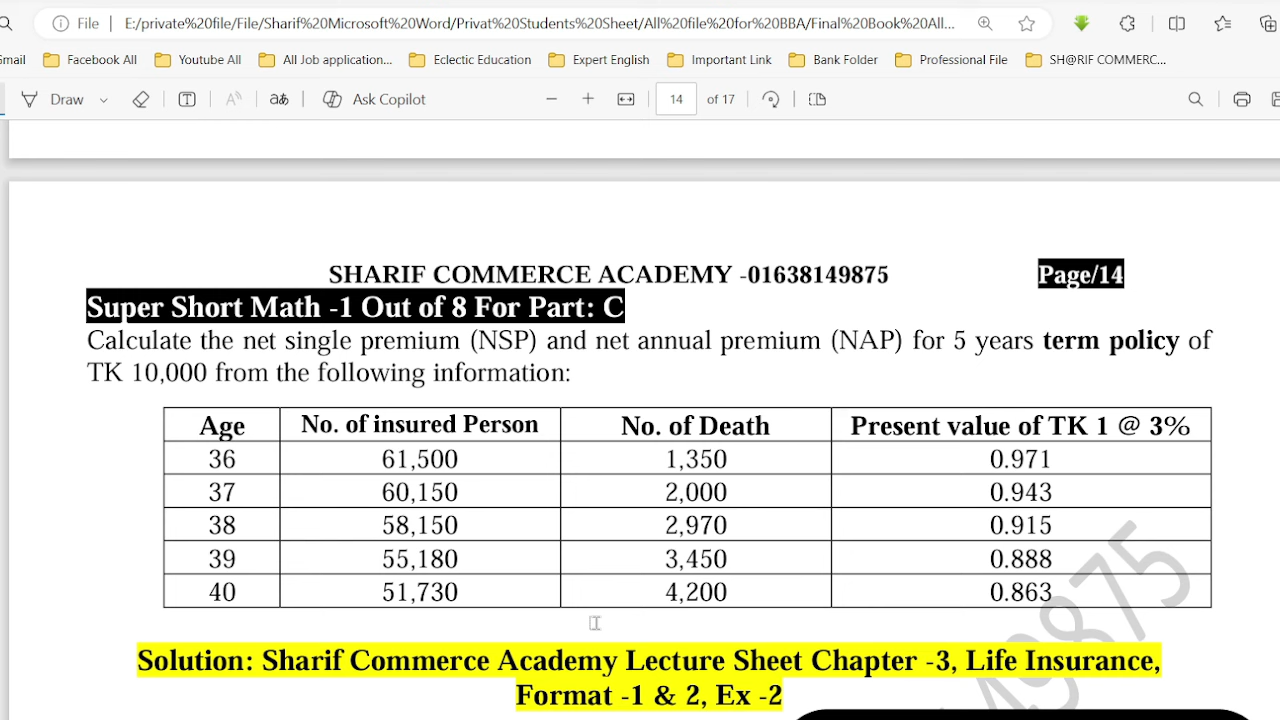 File E:/private%20file/File/Sharif%20Microsoft%20Word/Privat%20Students%20Sheet/All%20file%20for%20BBA/Final%20Book%20All...
Gmail Facebook All Youtube All All Job application... Eclectic Education Expert English Important Link Bank Folder Professional File SH@RIF COMMERC...
Draw Ask Copilot 14 of 17
SHARIF COMMERCE ACADEMY -01638149875 Page/14
Super Short Math -1 Out of 8 For Part: C
Calculate the net single premium (NSP) and net annual premium (NAP) for 5 years term policy of
TK 10,000 from the following information:
Age No. of insured Person No. of Death Present value of TK 1 @ 3%
36 61,500 1,350 0.971
37 60,150 2,000 0.943
38 58,150 2,970 0.915
39 55,180 3,450 0.888
40 51,730 4,200 0.863
Solution: Sharif Commerce Academy Lecture Sheet Chapter -3, Life Insurance,
Format -1 & 2, Ex -2
49875